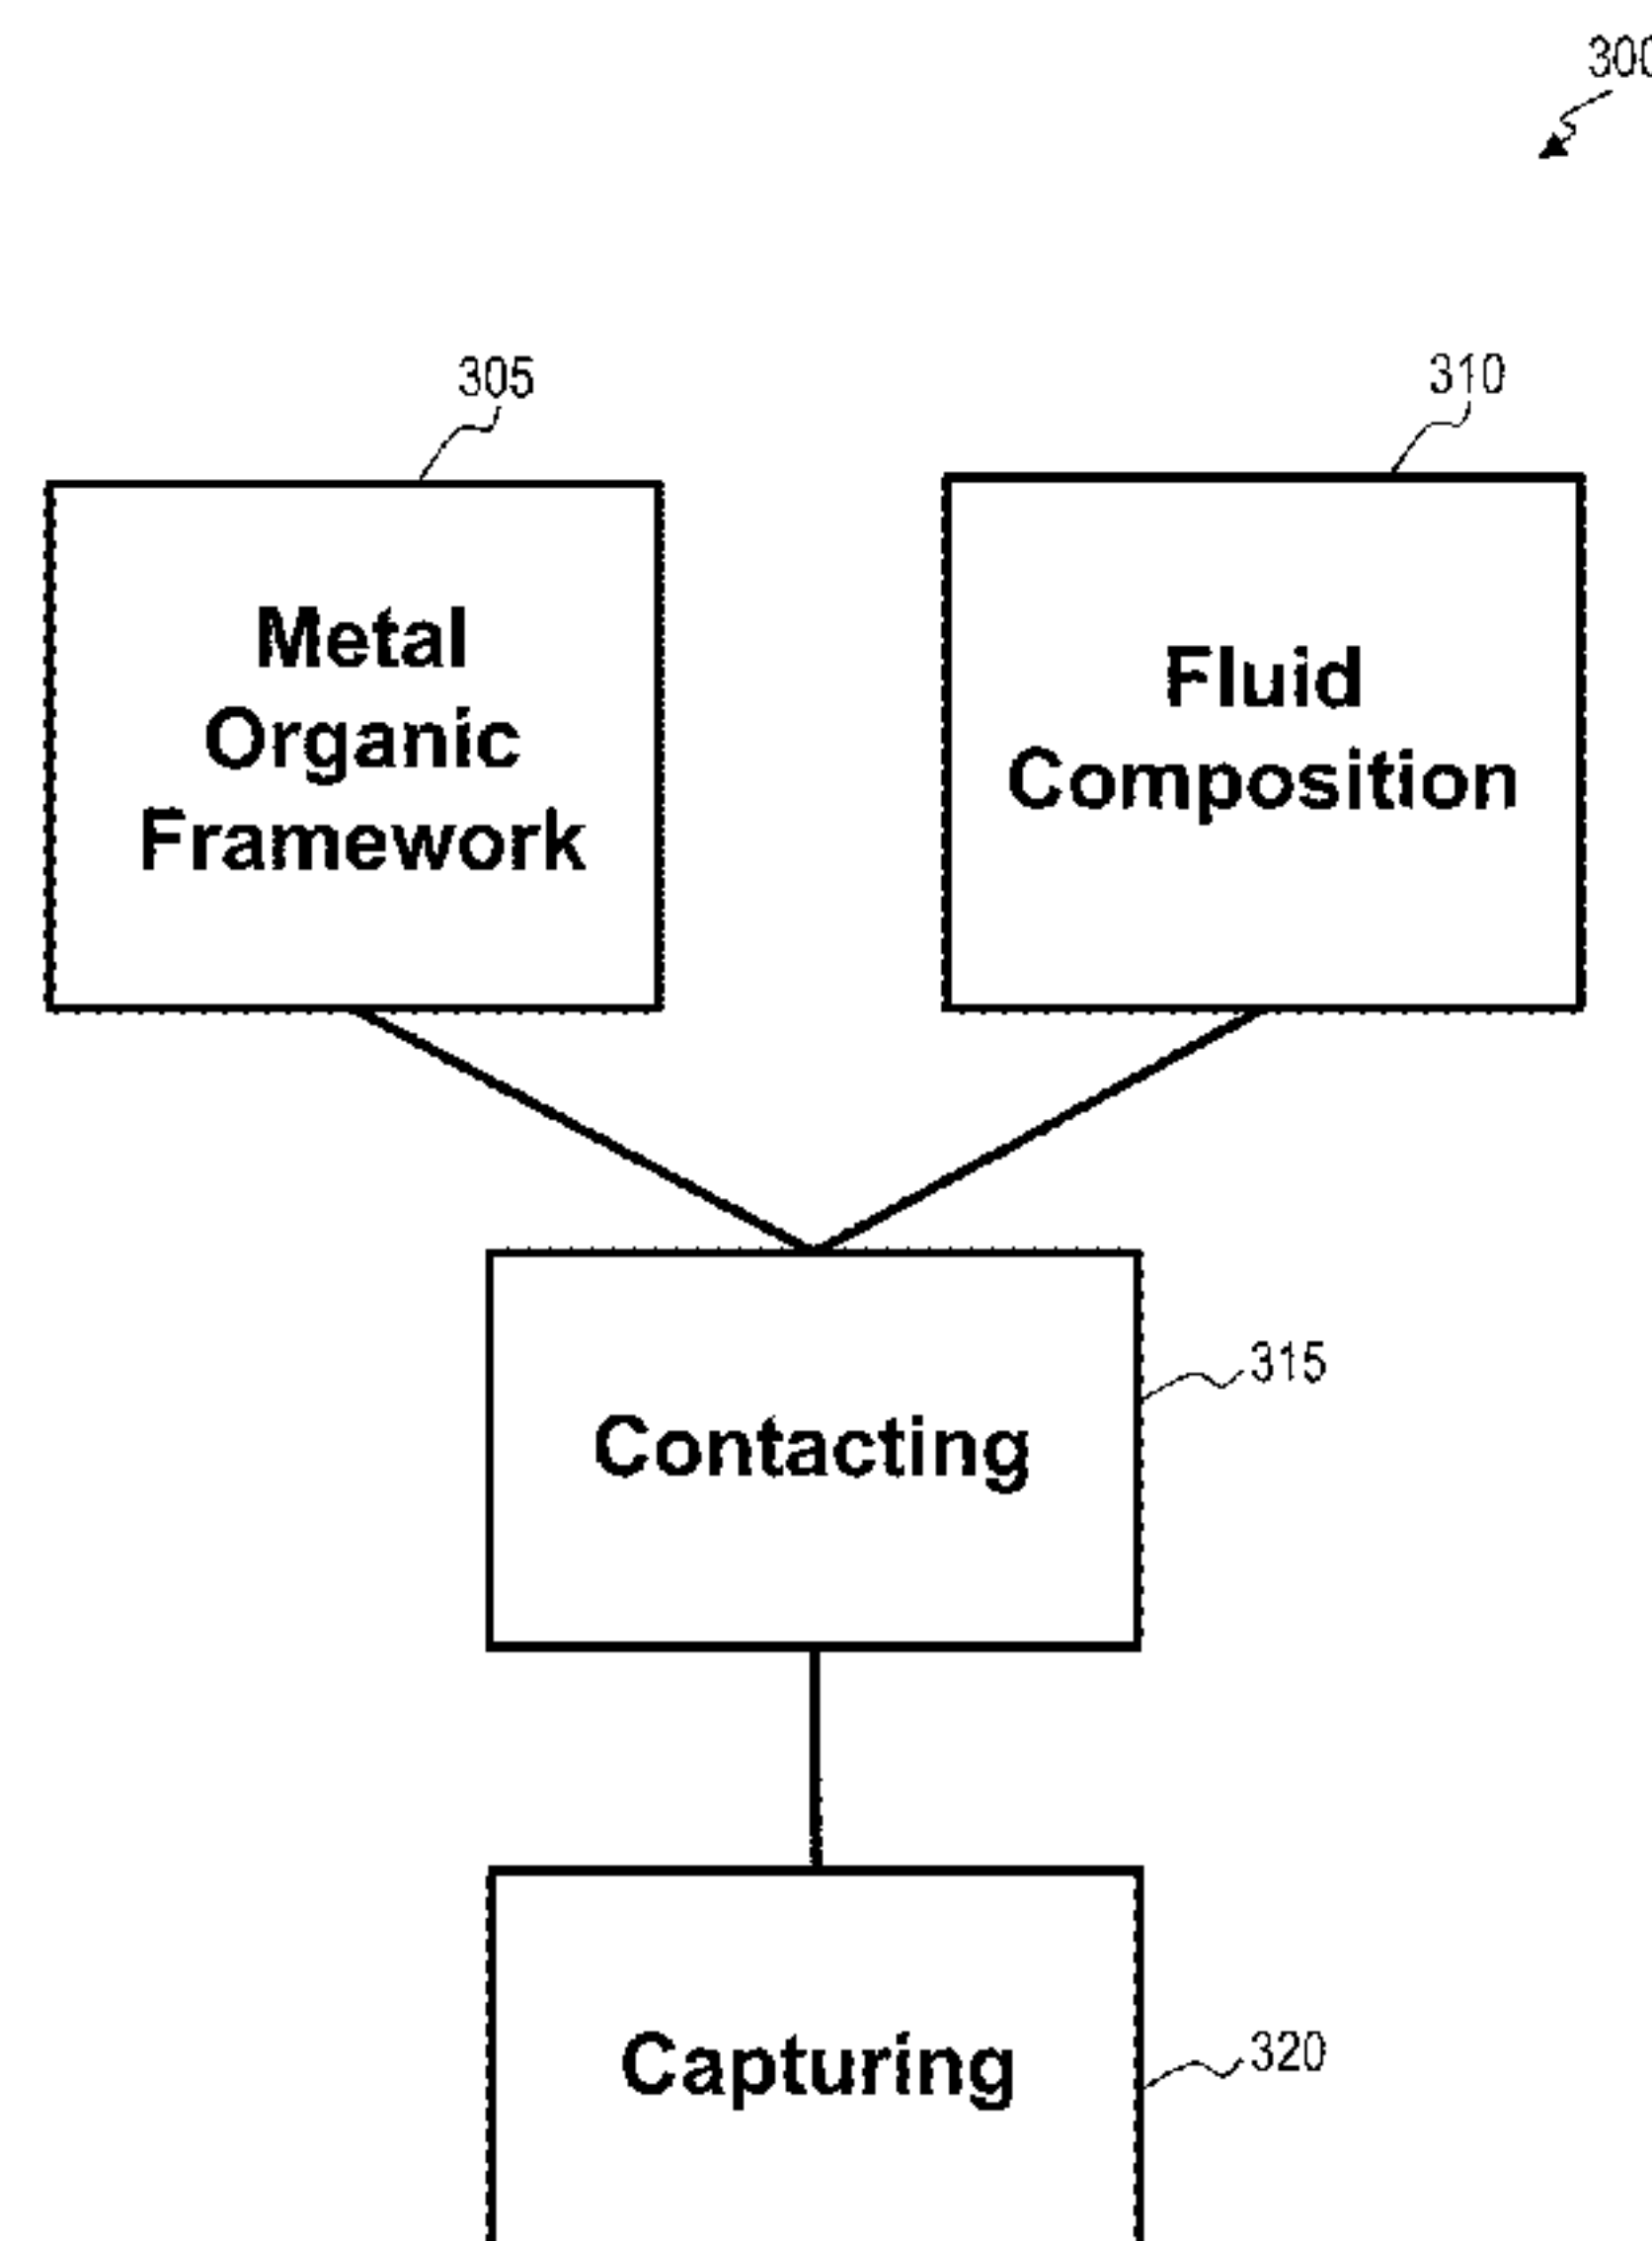 300
305
310
Metal
Organic
Framework
Fluid
Composition
315
Contacting
320
Capturing